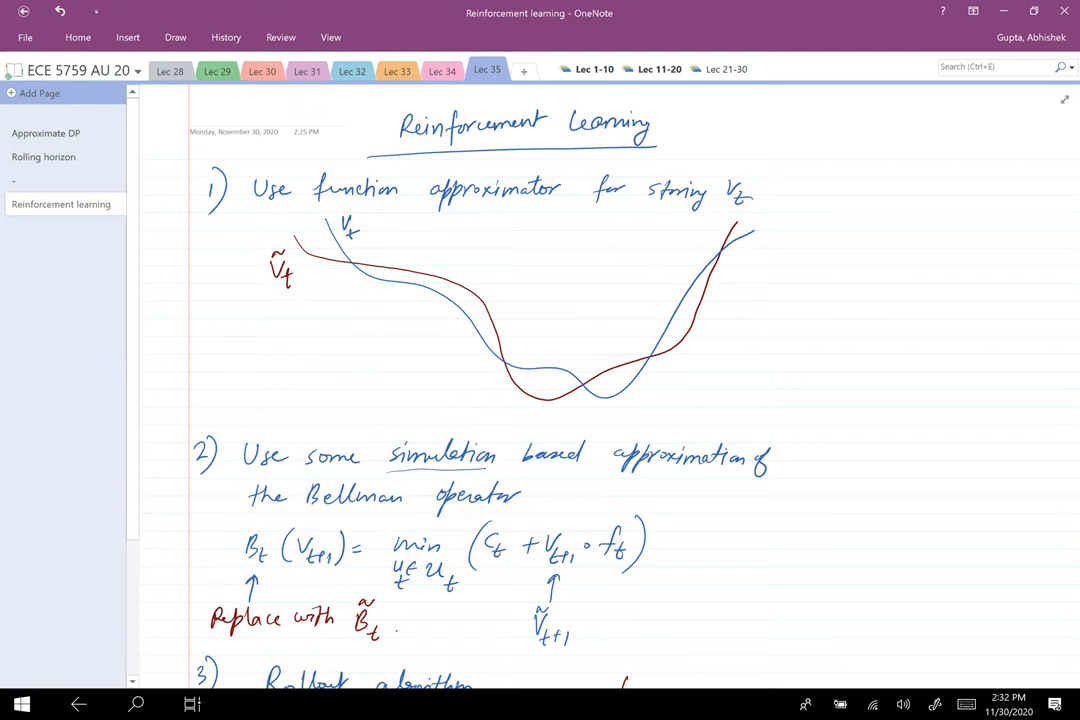 Reinforcement learning - OneNote
File Home Insert Draw History Review View
Gupta, Abhishek
ECE 5759 AU 20
Lec 28 Lec 29 Lec 30 Lec 31 Lec 32 Lec 33 Lec 34 Lec 35
Lec 1-10 Lec 11-20 Lec 21-30
Search (Ctrl+E)
Add Page
Approximate DP
Rolling horizon
-
Reinforcement learning
Monday, November 30, 2020 2:25 PM
Reinforcement Learning
1) Use function approximator for storing V_t
V_t
Ṽ_t
2) Use some simulation based approximation of
the Bellman operator
B_t (V_{t+1}) = min_{u_t ∈ U_t} (C_t + V_{t+1} ∘ f_t)
Replace with B̃_t .
Ṽ_{t+1}
3) Rollout algorithm
2:32 PM
11/30/2020